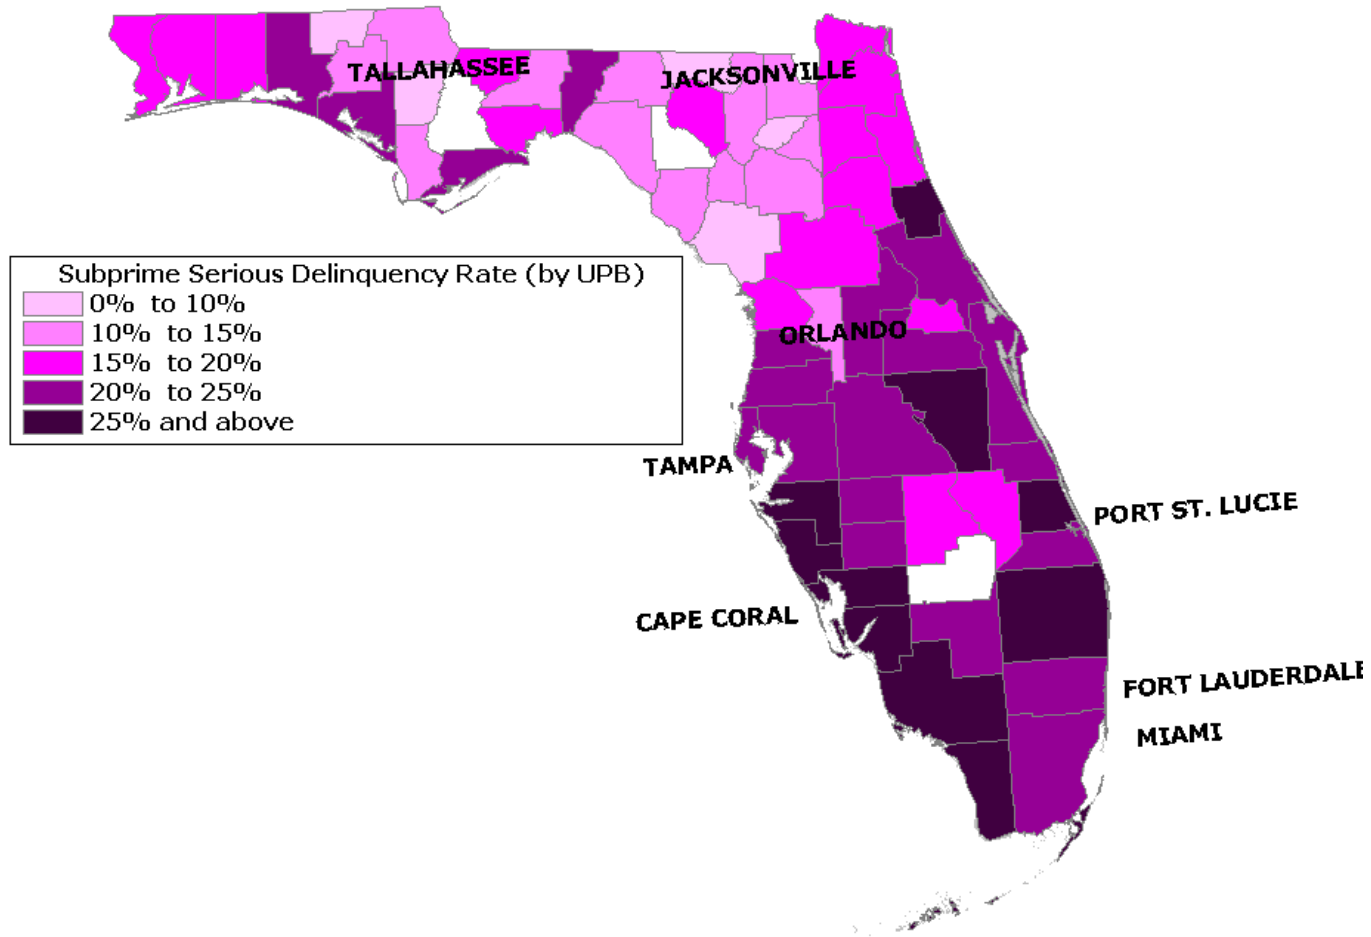 TALLAHASSEE
JACKSONVILLE
Subprime Serious Delinquency Rate (by UPB)
0% to 10%
10% to 15%
15% to 20%
20% to 25%
25% and above
ORLANDO
TAMPA
PORT ST. LUCIE
CAPE CORAL
FORT LAUDERDALE
MIAMI